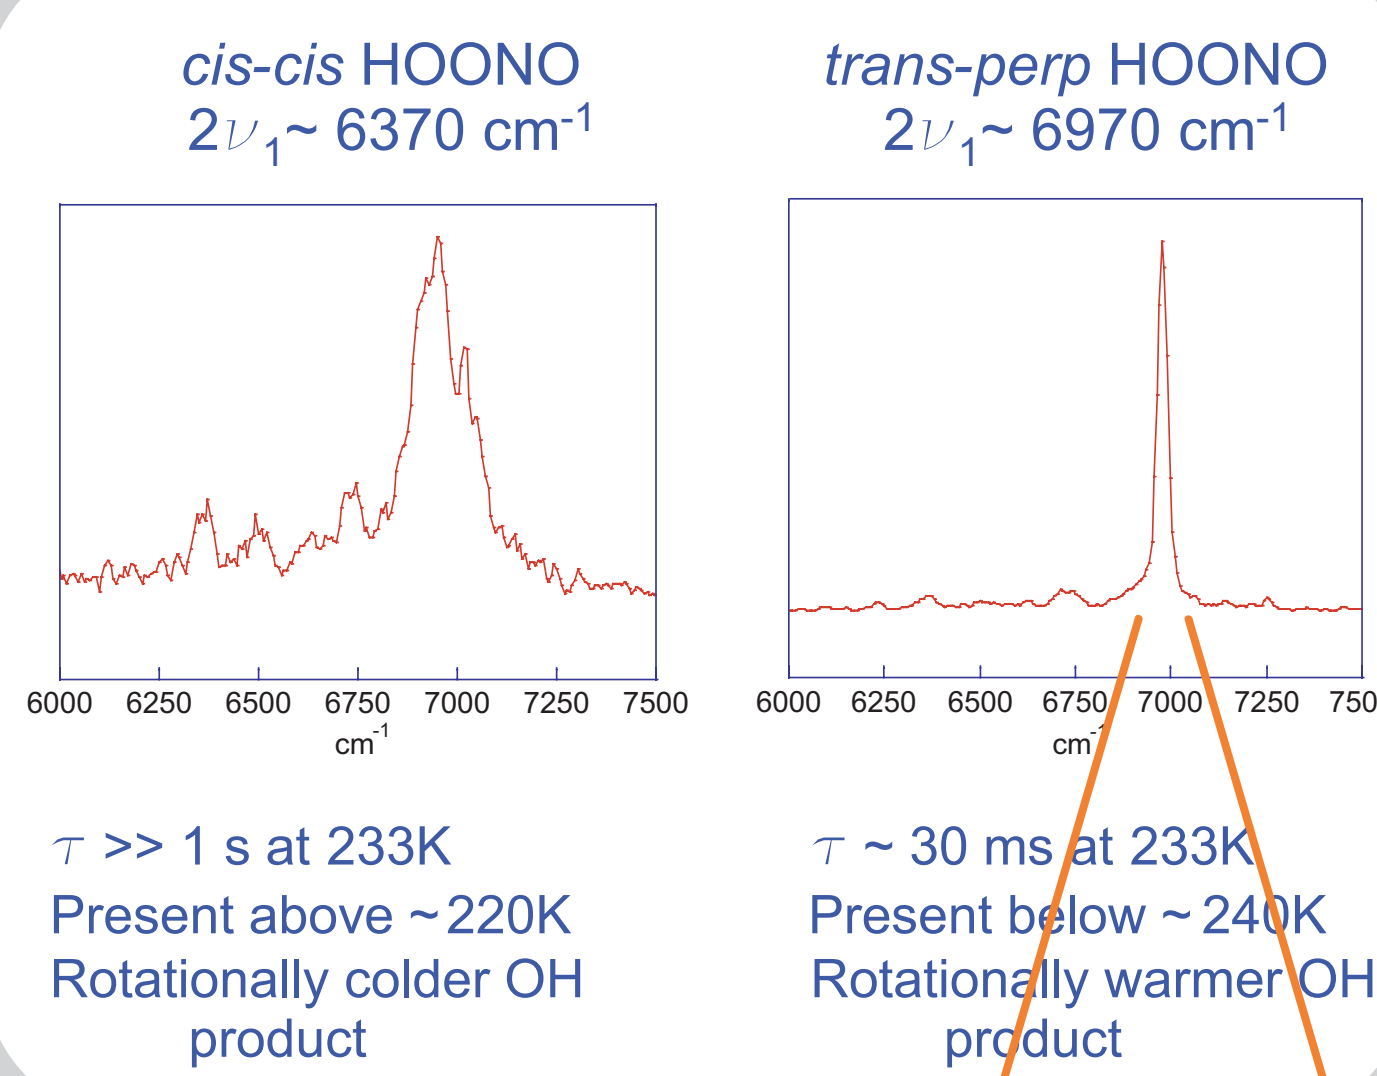 cis-cis HOONO
2ν1~ 6370 cm-1
6000 6250 6500 6750 7000 7250 7500
cm-1
τ >> 1 s at 233K
Present above ~220K
Rotationally colder OH
product
trans-perp HOONO
2ν1~ 6970 cm-1
6000 6250 6500 6750 7000 7250 750
cm-1
τ ~ 30 ms at 233K
Present below ~240K
Rotationally warmer OH
product